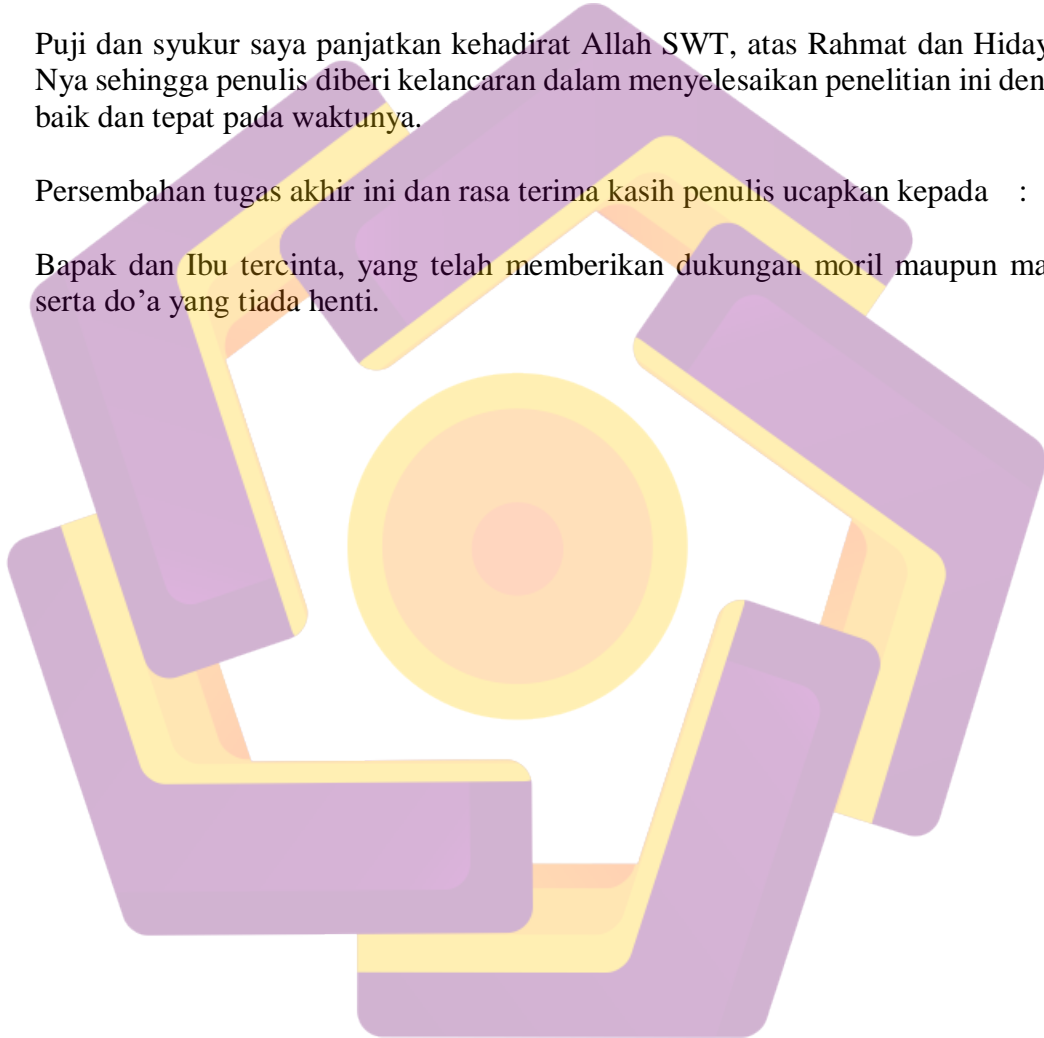 Puji dan syukur saya panjatkan kehadirat Allah SWT, atas Rahmat dan Hiday
Nya sehingga penulis diberi kelancaran dalam menyelesaikan penelitian ini den
baik dan tepat pada waktunya.
Persembahan tugas akhir ini dan rasa terima kasih penulis ucapkan kepada :
Bapak dan Ibu tercinta, yang telah memberikan dukungan moril maupun ma
serta do’a yang tiada henti.